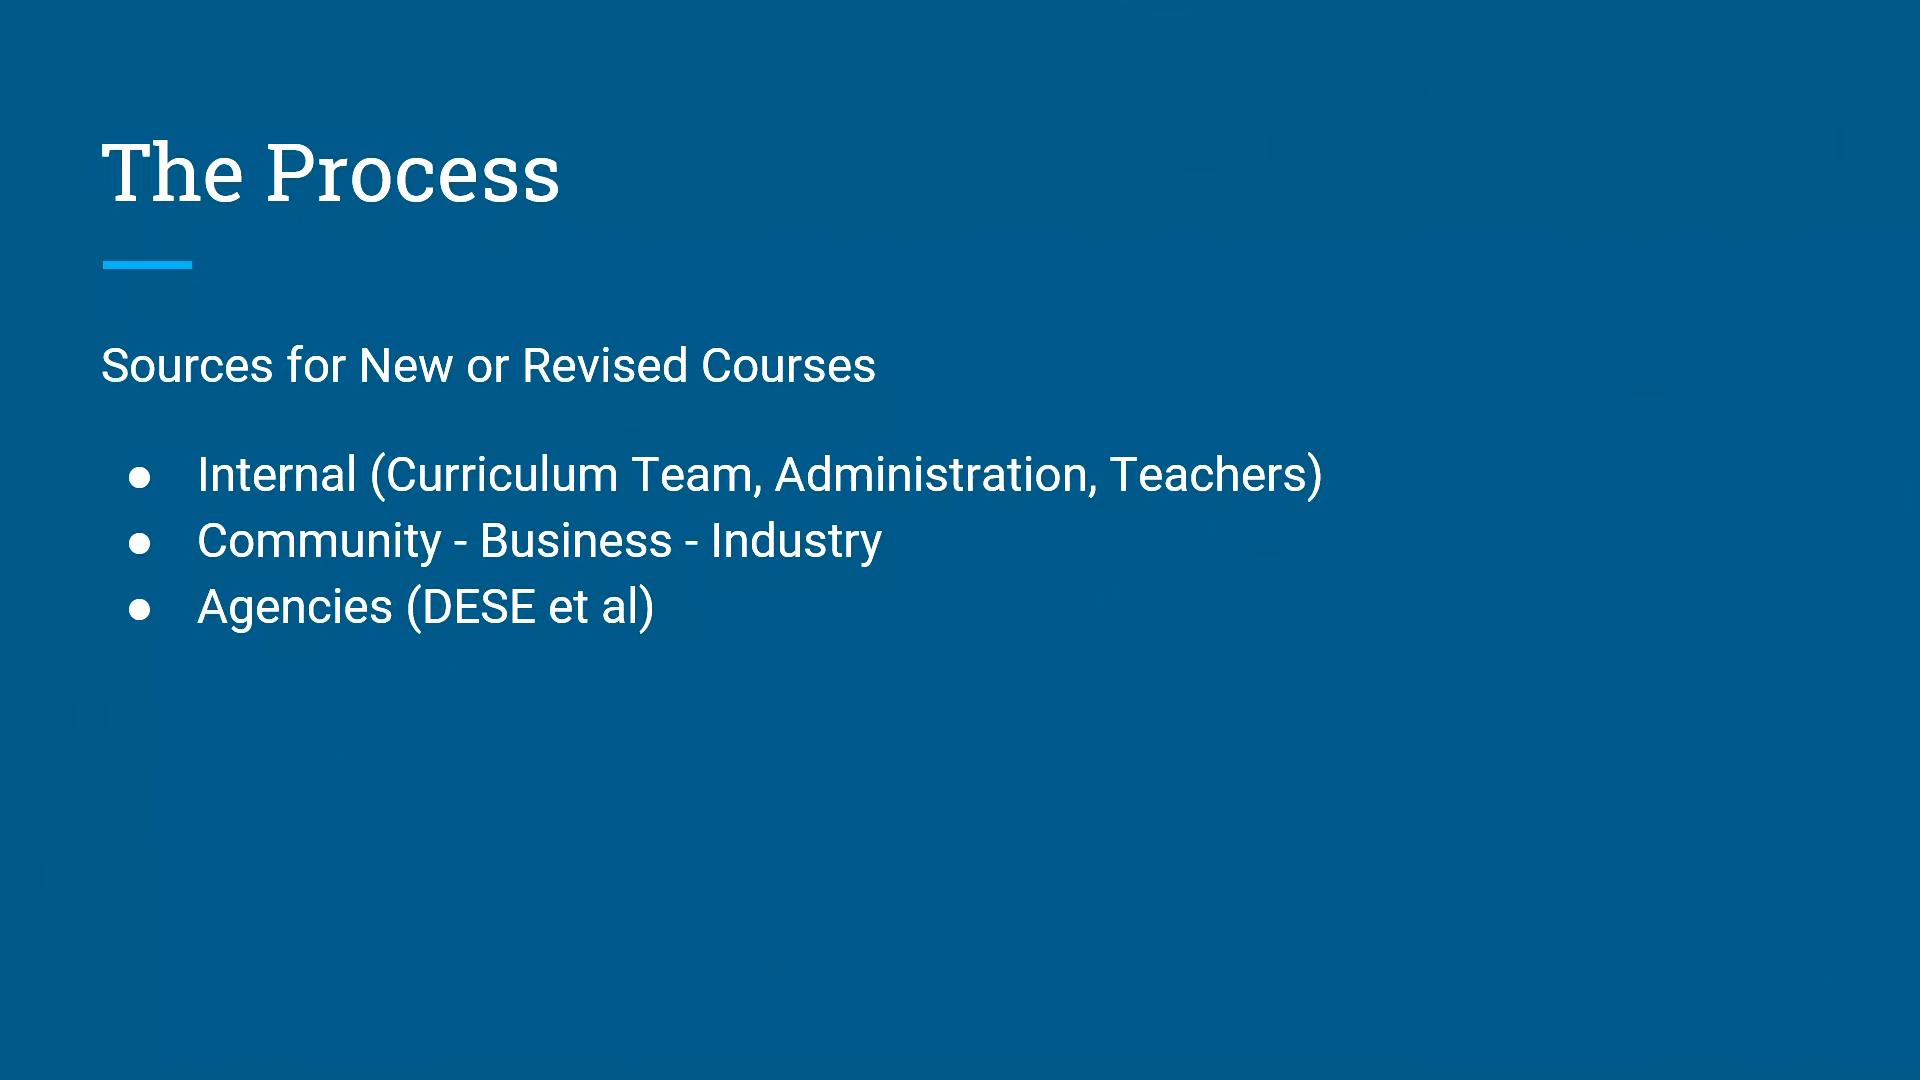 The Process
Sources for New or Revised Courses
● Internal (Curriculum Team, Administration, Teachers)
● Community - Business - Industry
● Agencies (DESE et al)